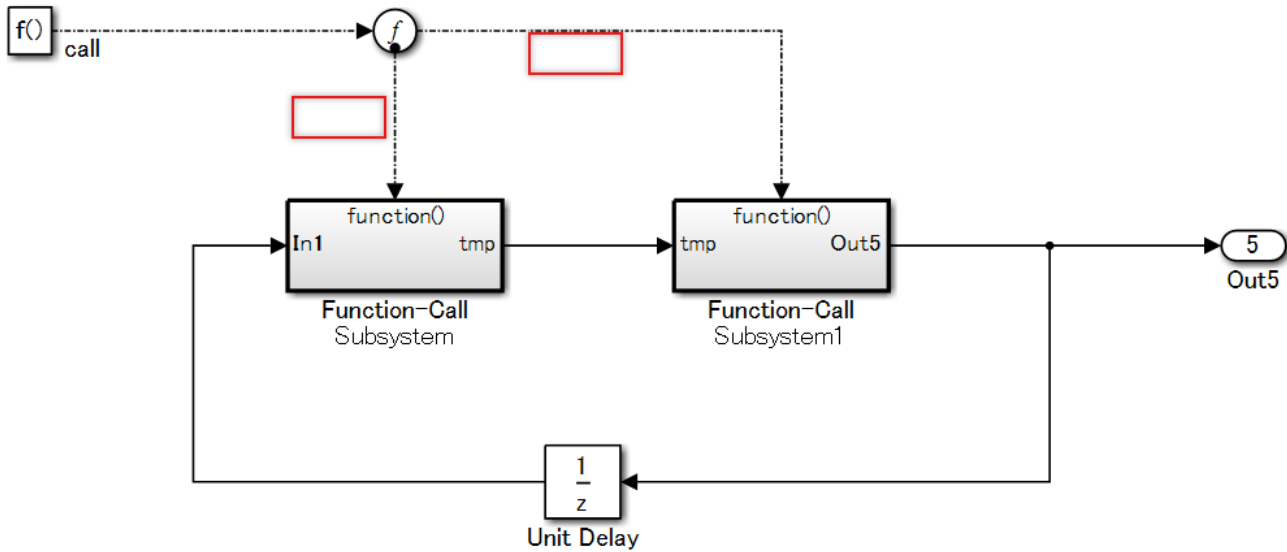 f()
call
f
function()
In1
tmp
Function-Call
Subsystem
function()
tmp
Out5
Function-Call
Subsystem1
5
Out5
1
z
Unit Delay